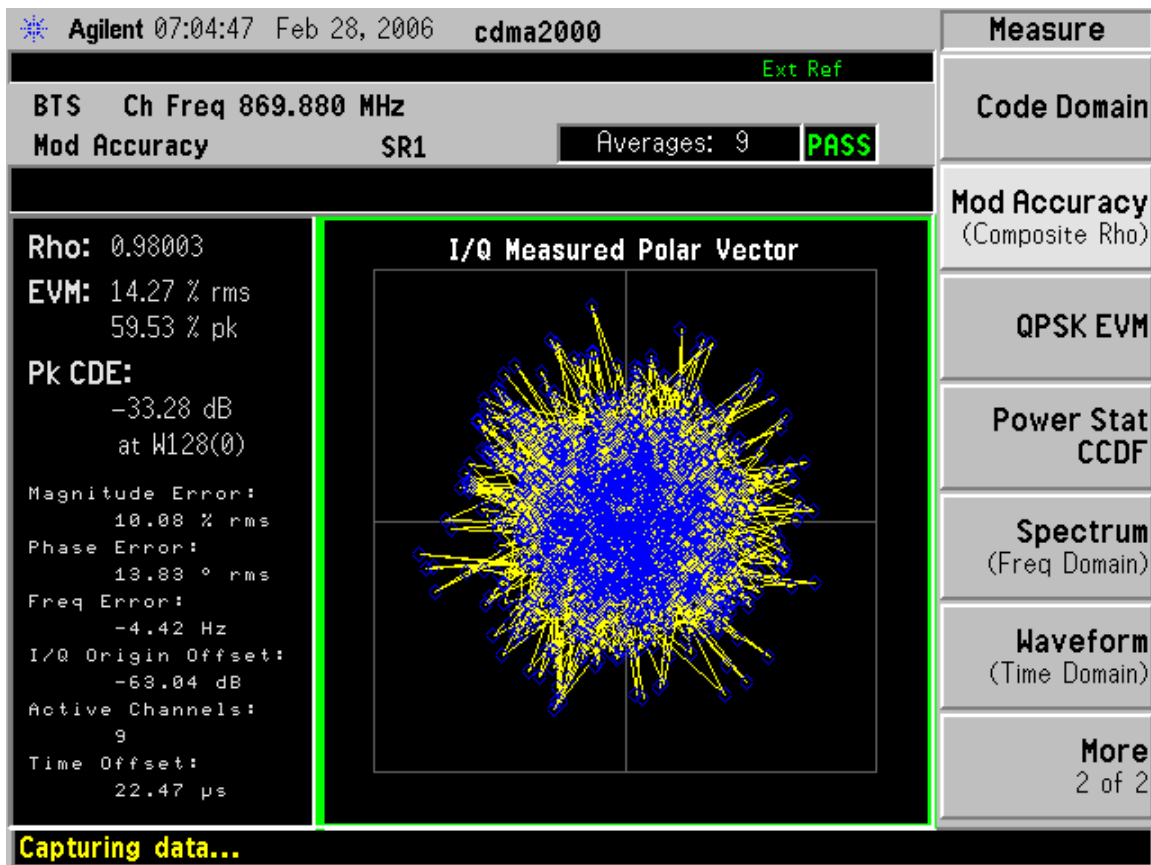 Agilent 07:04:47 Feb 28, 2006 cdma2000
Measure
Ext Ref
BTS Ch Freq 869.880 MHz
Mod Accuracy SR1 Averages: 9 PASS
Rho: 0.98003
EVM: 14.27 % rms
59.53 % pk
Pk CDE:
-33.28 dB
at W128(0)
Magnitude Error:
10.08 % rms
Phase Error:
13.83 ° rms
Freq Error:
-4.42 Hz
I/Q Origin Offset:
-63.04 dB
Active Channels:
9
Time Offset:
22.47 µs
I/Q Measured Polar Vector
Code Domain
Mod Accuracy
(Composite Rho)
QPSK EVM
Power Stat
CCDF
Spectrum
(Freq Domain)
Waveform
(Time Domain)
More
2 of 2
Capturing data...